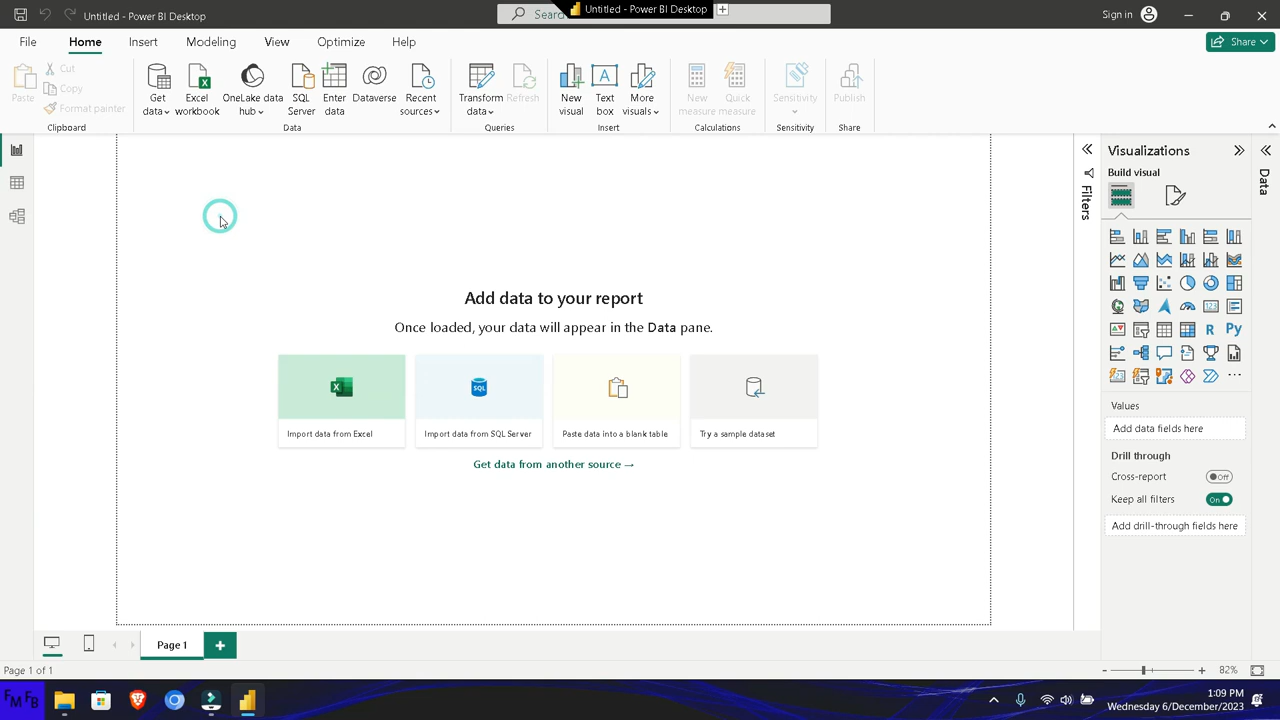 Untitled - Power BI Desktop
Search
Untitled - Power BI Desktop
Sign in
File
Home
Insert
Modeling
View
Optimize
Help
Share
Paste
Cut
Copy
Format painter
Clipboard
Get data
Excel workbook
OneLake data hub
SQL Server
Enter data
Dataverse
Recent sources
Data
Transform data
Refresh
Queries
New visual
Text box
More visuals
Insert
New measure
Quick measure
Calculations
Sensitivity
Sensitivity
Publish
Share
Add data to your report
Once loaded, your data will appear in the Data pane.
SQL
Import data from Excel
Import data from SQL Server
Paste data into a blank table
Try a sample dataset
Get data from another source →
Filters
Visualizations
Build visual
Data
123
R
Py
Values
Add data fields here
Drill through
Cross-report
Off
Keep all filters
On
Add drill-through fields here
Page 1
Page 1 of 1
82%
FM FB
1:09 PM
Wednesday 6/December/2023